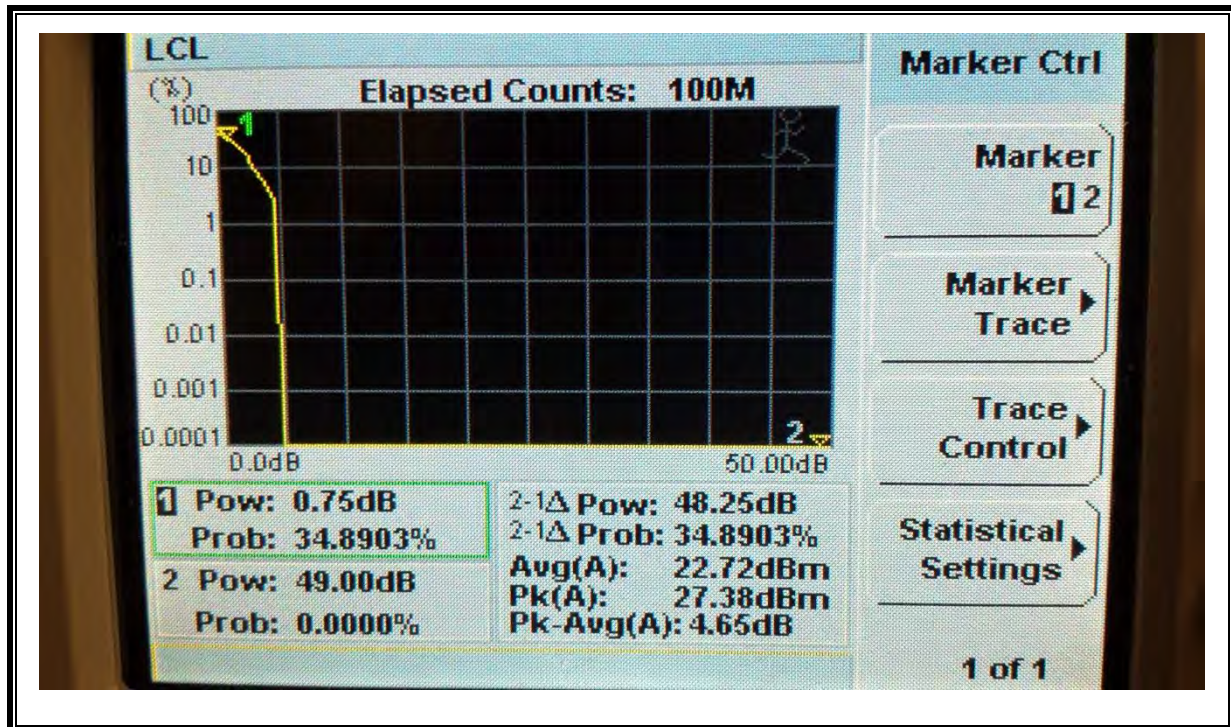 LCL
Marker Ctrl
(%)
Elapsed Counts: 100M
100
10
1
0.1
0.01
0.001
0.0001
1
2
0.0dB
50.00dB
1 Pow: 0.75dB
Prob: 34.8903%
2 Pow: 49.00dB
Prob: 0.0000%
2-1Δ Pow: 48.25dB
2-1Δ Prob: 34.8903%
Avg(A): 22.72dBm
Pk(A): 27.38dBm
Pk-Avg(A): 4.65dB
Marker
1 2
Marker
Trace
Trace
Control
Statistical
Settings
1 of 1